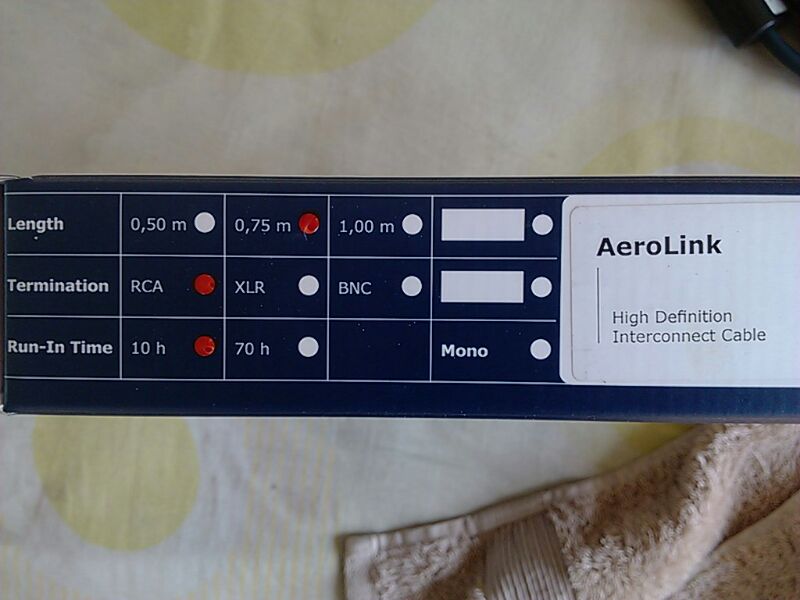 Length 0,50 m 0,75 m 1,00 m
Termination RCA XLR BNC
Run-In Time 10 h 70 h Mono
AeroLink
High Definition
Interconnect Cable